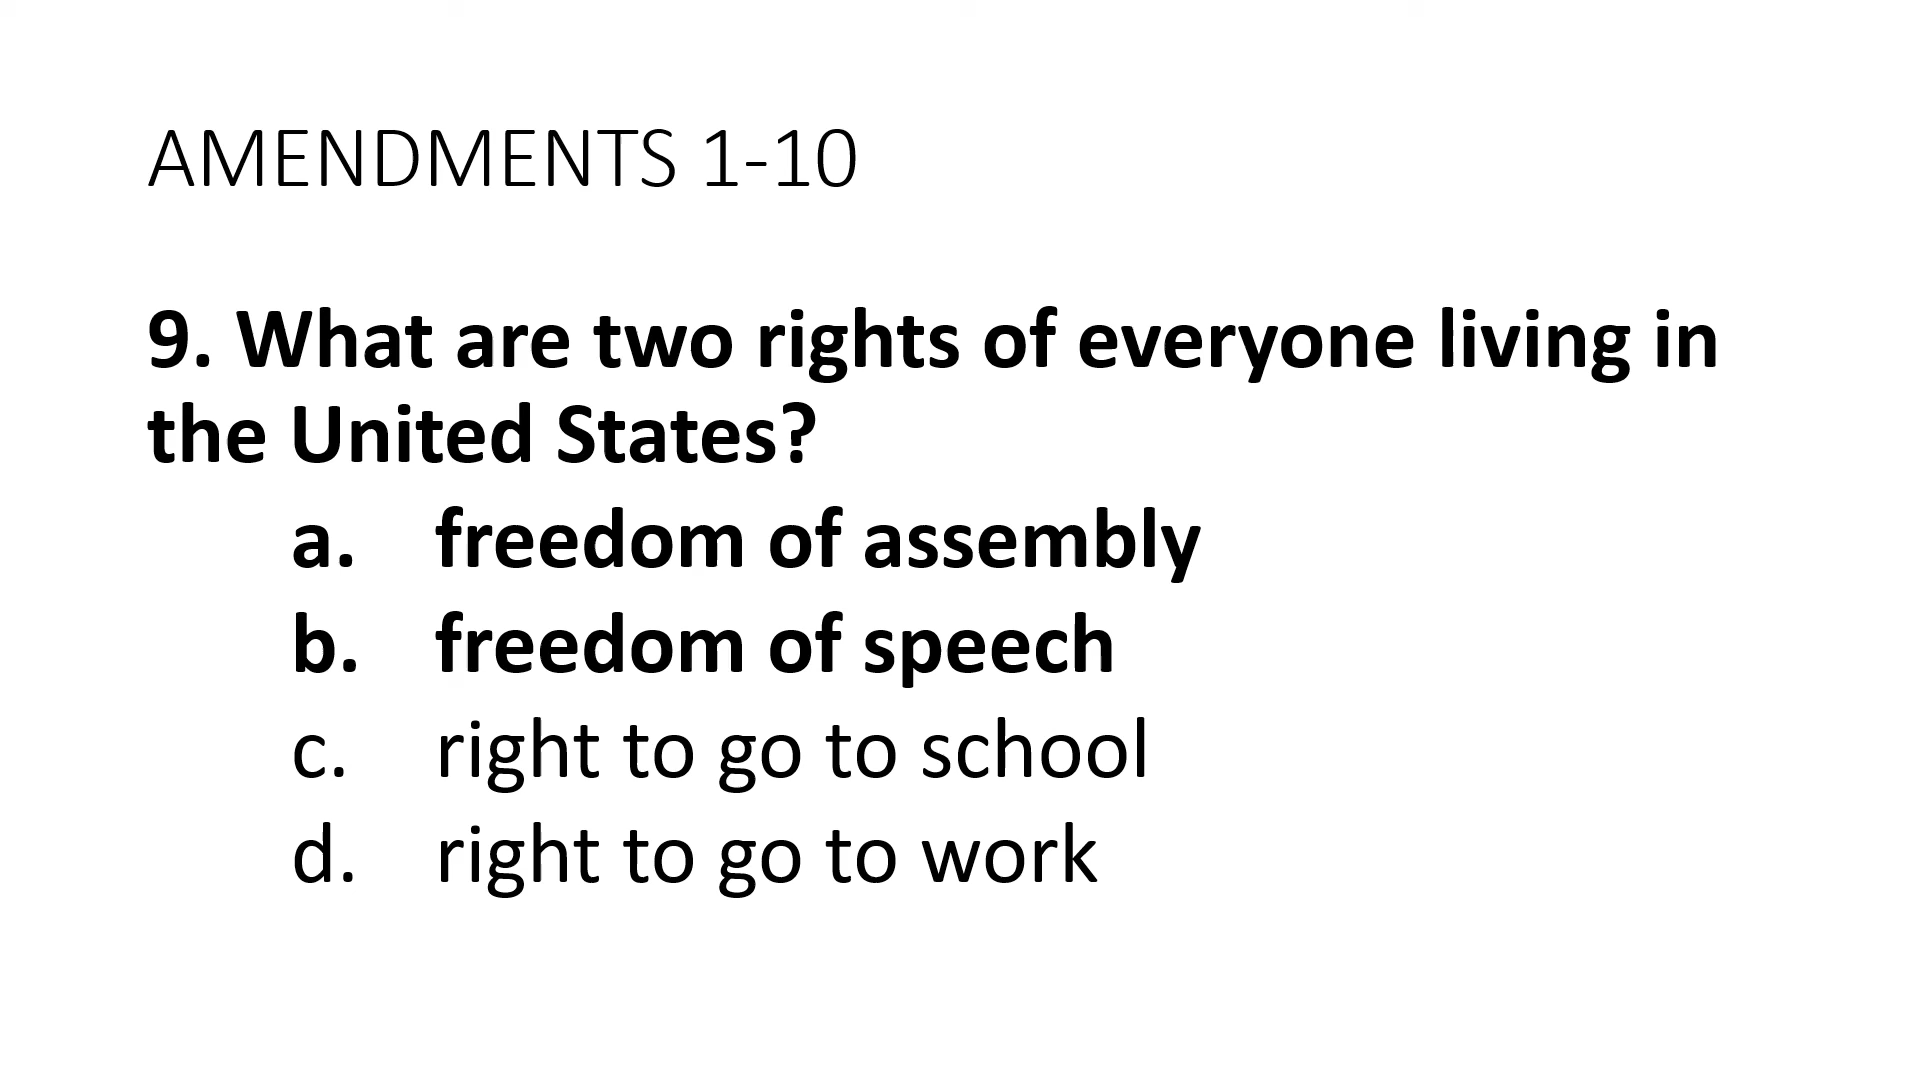 AMENDMENTS 1-10
9. What are two rights of everyone living in
the United States?
a. freedom of assembly
b. freedom of speech
c. right to go to school
d. right to go to work